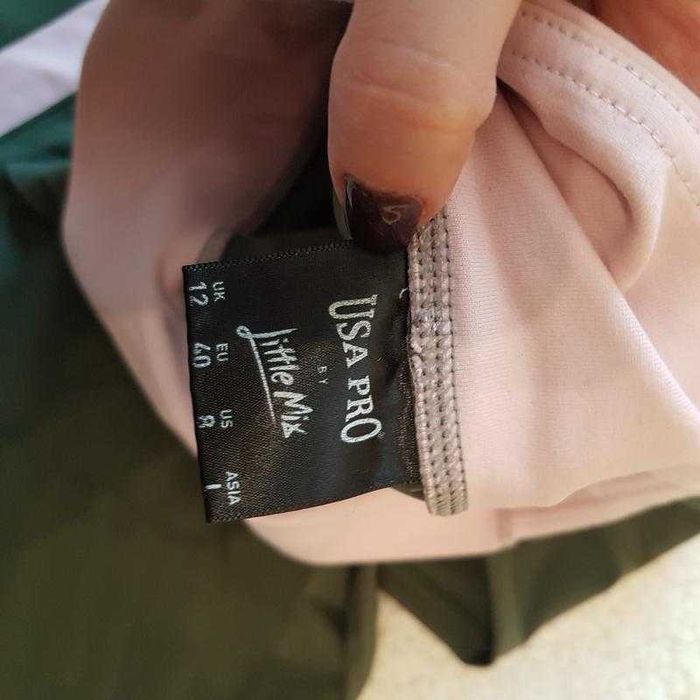 USA PRO
BY
Little Mix
UK EU US ASIA
12 40 8